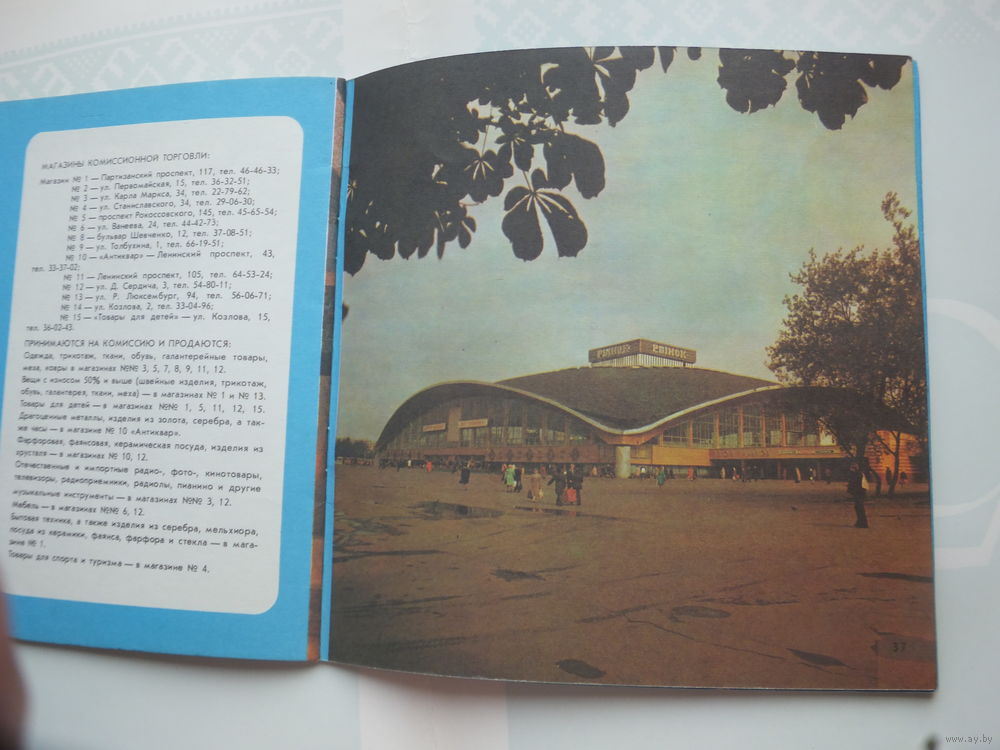 МАГАЗИНЫ КОМИССИОННОЙ ТОРГОВЛИ:
Магазин № 1 — Партизанский проспект, 117, тел. 46-46-33;
№ 2 — ул. Первомайская, 15, тел. 36-32-51;
№ 3 — ул. Карла Маркса, 34, тел. 22-79-62;
№ 4 — ул. Станиславского, 34, тел. 29-06-30;
№ 5 — проспект Рокоссовского, 145, тел. 45-65-54;
№ 6 — ул. Ванеева, 24, тел. 44-42-73;
№ 8 — бульвар Шевченко, 12, тел. 37-08-51;
№ 9 — ул. Толбухина, 1, тел. 66-19-51;
№ 10 — «Антиквар» — Ленинский проспект, 43,
тел. 33-37-02;
№ 11 — Ленинский проспект, 105, тел. 64-53-24;
№ 12 — ул. Д. Сердича, 3, тел. 54-80-11;
№ 13 — ул. Р. Люксембург, 94, тел. 56-06-71;
№ 14 — ул. Козлова, 2, тел. 33-04-96;
№ 15 — «Товары для детей» — ул. Козлова, 15,
тел. 36-02-43.
ПРИНИМАЮТСЯ НА КОМИССИЮ И ПРОДАЮТСЯ:
Одежда, трикотаж, ткани, обувь, галантерейные товары,
меха, ковры в магазинах №№ 3, 5, 7, 8, 9, 11, 12.
Вещи с износом 50% и выше (швейные изделия, трикотаж,
обувь, галантерея, ткани, меха) — в магазинах № 1 и № 13.
Товары для детей — в магазинах №№ 1, 5, 11, 12, 15.
Драгоценные металлы, изделия из золота, серебра, а так-
же часы — в магазине № 10 «Антиквар».
Фарфоровая, фаянсовая, керамическая посуда, изделия из
хрусталя — в магазинах № 10, 12.
Отечественные и импортные радио-, фото-, кинотовары,
телевизоры, радиоприемники, радиолы, пианино и другие
музыкальные инструменты — в магазинах №№ 3, 12.
Мебель — в магазинах №№ 6, 12.
Бытовая техника, а также изделия из серебра, мельхиора,
посуда из керамики, фаянса, фарфора и стекла — в мага-
зине № 1.
Товары для спорта и туризма — в магазине № 4.
РЫНОК
37
www.ay.by